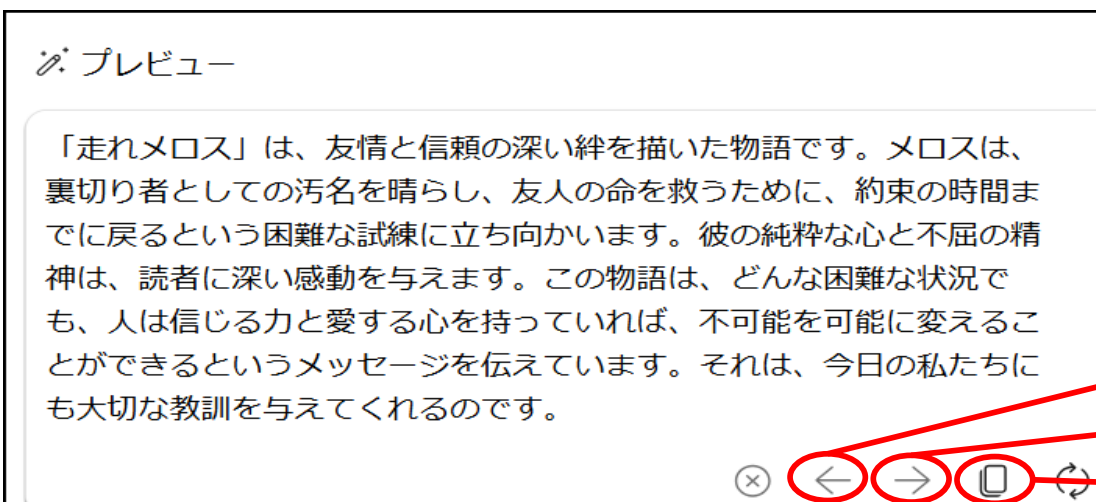 プレビュー
「走れメロス」は、友情と信頼の深い絆を描いた物語です。メロスは、
裏切り者としての汚名を晴らし、友人の命を救うために、約束の時間ま
でに戻るという困難な試練に立ち向かいます。彼の純粋な心と不屈の精
神は、読者に深い感動を与えます。この物語は、どんな困難な状況で
も、人は信じる力と愛する心を持っていれば、不可能を可能に変えるこ
とができるというメッセージを伝えています。それは、今日の私たちに
も大切な教訓を与えてくれるのです。